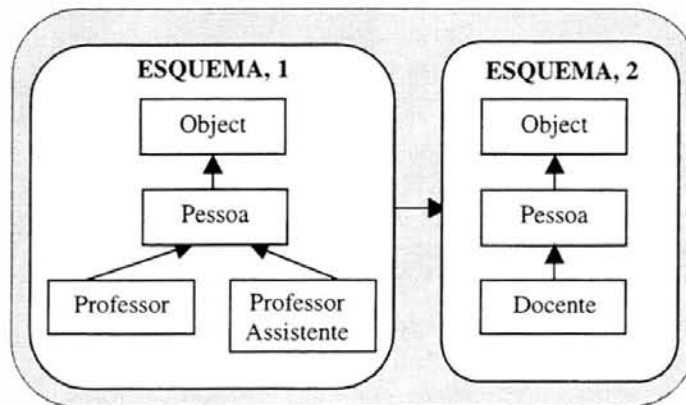 ESQUEMA, 1
Object
Pessoa
Professor
Professor
Assistente
ESQUEMA, 2
Object
Pessoa
Docente